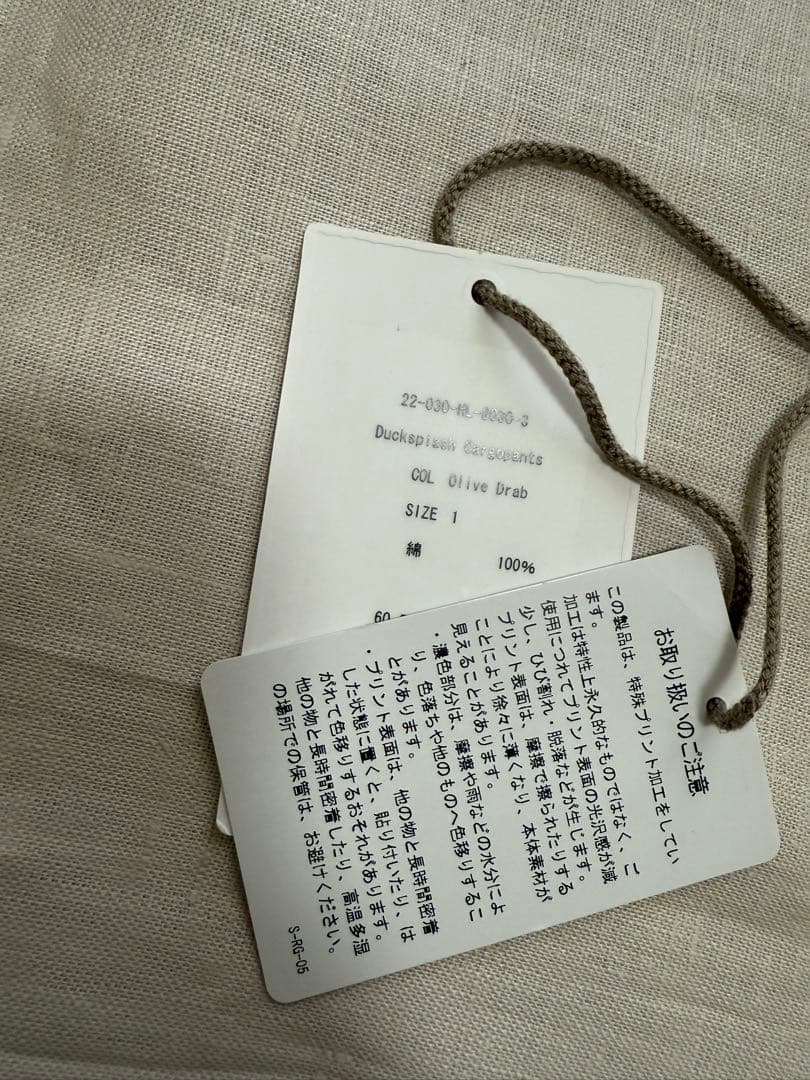 22-030-HL-8030-3
Ducksplash Cargopants
COL Olive Drab
SIZE 1
綿 100%
60
お取り扱いのご注意
この製品は、特殊プリント加工をしてい
ます。
加工は特性上永久的なものではなく、ご
使用につれてプリント表面の光沢感が減
少し、ひび割れ・脱落などが生じます。
プリント表面は、摩擦で擦られたりする
ことにより徐々に薄くなり、本体素材が
見えることがあります。
・濃色部分は、摩擦や雨などの水分によ
り、色落ちや他のものへ色移りするこ
とがあります。
・プリント表面は、他の物と長時間密着
した状態に置くと、貼り付いたり、は
がれて色移りするおそれがあります。
他の物と長時間密着したり、高温多湿
の場所での保管は、お避けください。
S-RG-05